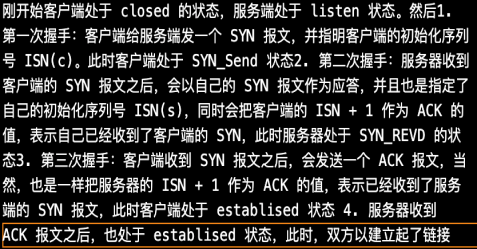 刚开始客户端处于 closed 的状态，服务端处于 listen 状态。然后1.
第一次握手：客户端给服务端发一个 SYN 报文，并指明客户端的初始化序列
号 ISN(c)。此时客户端处于 SYN_Send 状态2. 第二次握手：服务器收到
客户端的 SYN 报文之后，会以自己的 SYN 报文作为应答，并且也是指定了
自己的初始化序列号 ISN(s)，同时会把客户端的 ISN + 1 作为 ACK 的
值，表示自己已经收到了客户端的 SYN，此时服务器处于 SYN_REVD 的状
态3. 第三次握手：客户端收到 SYN 报文之后，会发送一个 ACK 报文，当
然，也是一样把服务器的 ISN + 1 作为 ACK 的值，表示已经收到了服务
端的 SYN 报文，此时客户端处于 establised 状态 4. 服务器收到
ACK 报文之后，也处于 establised 状态，此时，双方以建立起了链接